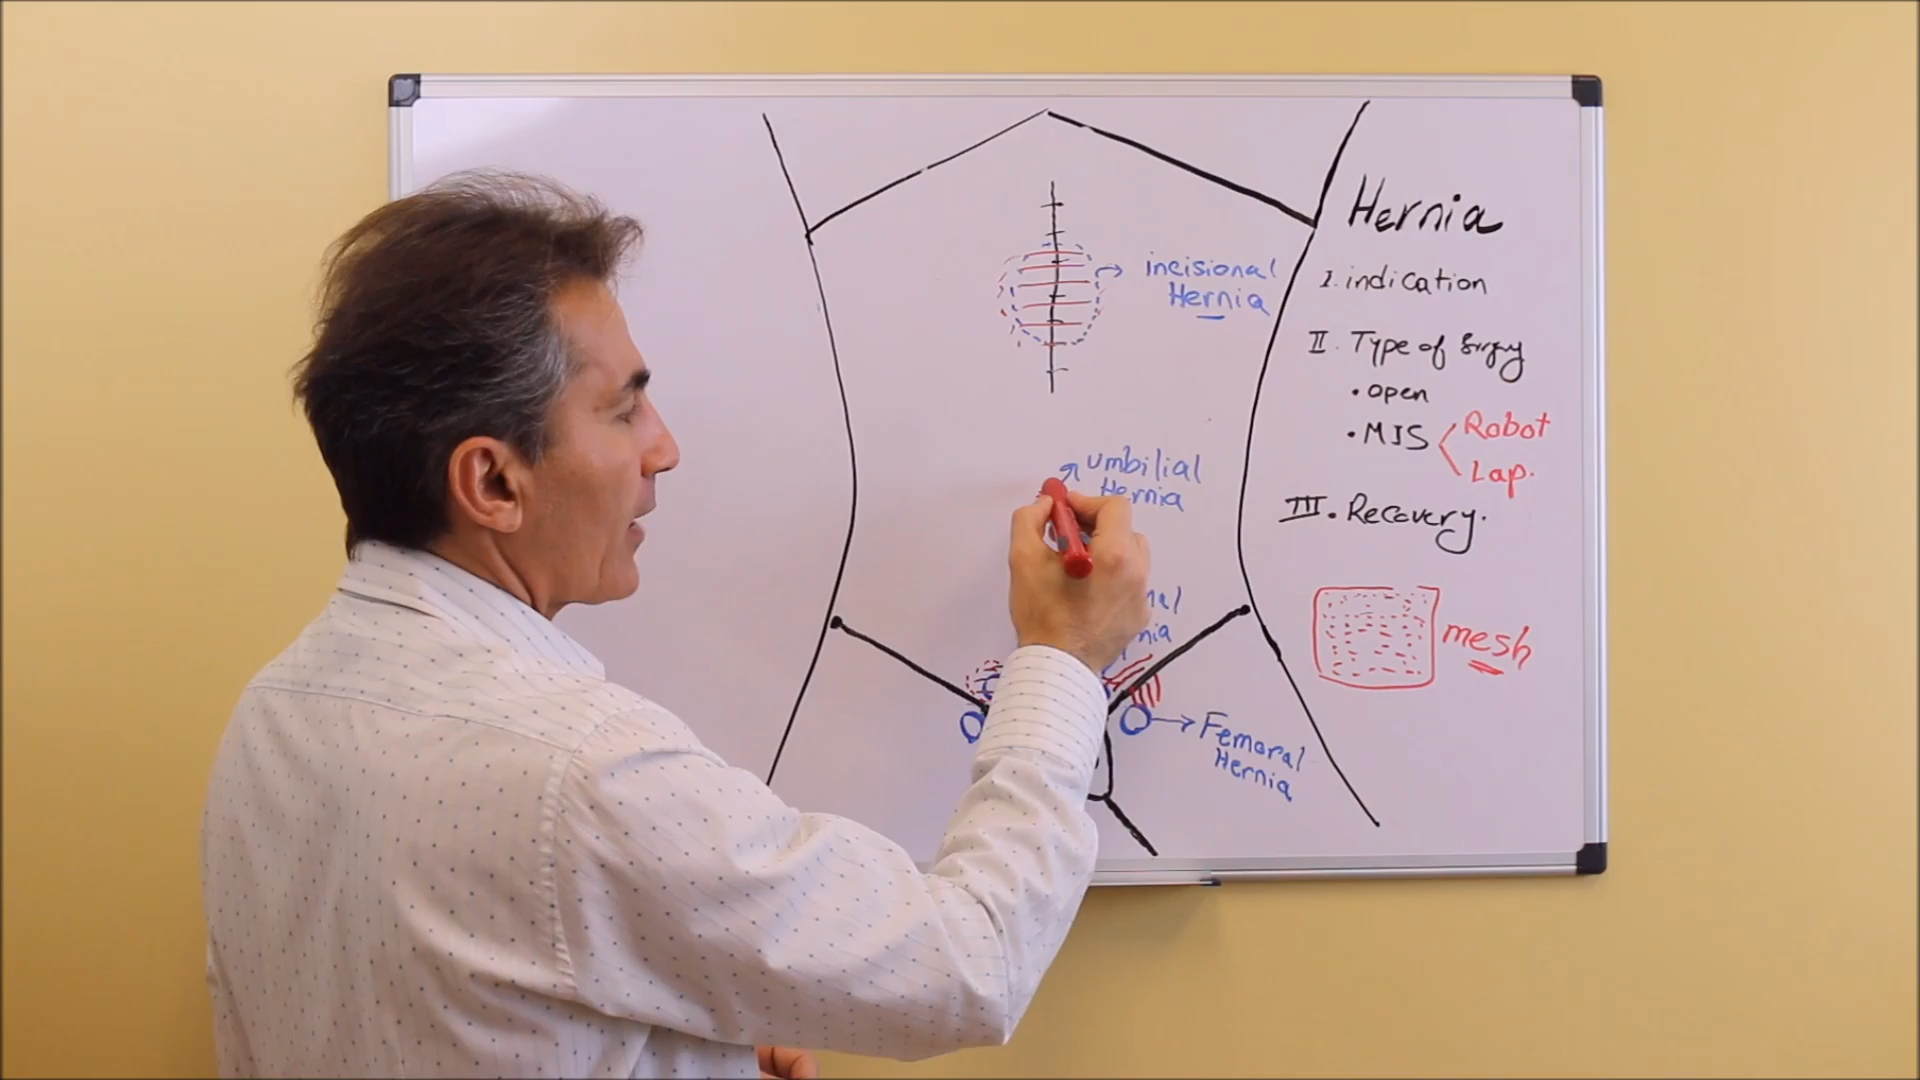 Hernia
I. indication
II. Type of Surgery
• open
• MIS
Robot
Lap.
III. Recovery.
mesh
incisional
Hernia
umbilial
Hernia
Femoral
Hernia